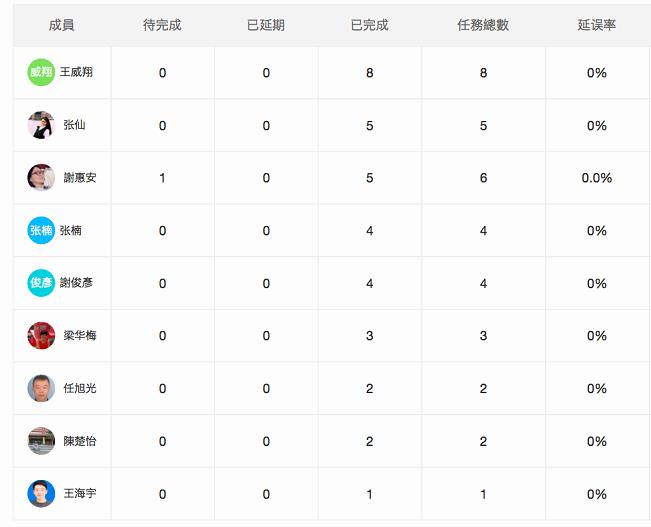 成員 待完成 已延期 已完成 任務總數 延误率
威翔 王威翔 0 0 8 8 0%
张仙 0 0 5 5 0%
謝惠安 1 0 5 6 0.0%
张楠 张楠 0 0 4 4 0%
俊彥 謝俊彥 0 0 4 4 0%
梁华梅 0 0 3 3 0%
任旭光 0 0 2 2 0%
陳楚怡 0 0 2 2 0%
王海宇 0 0 1 1 0%